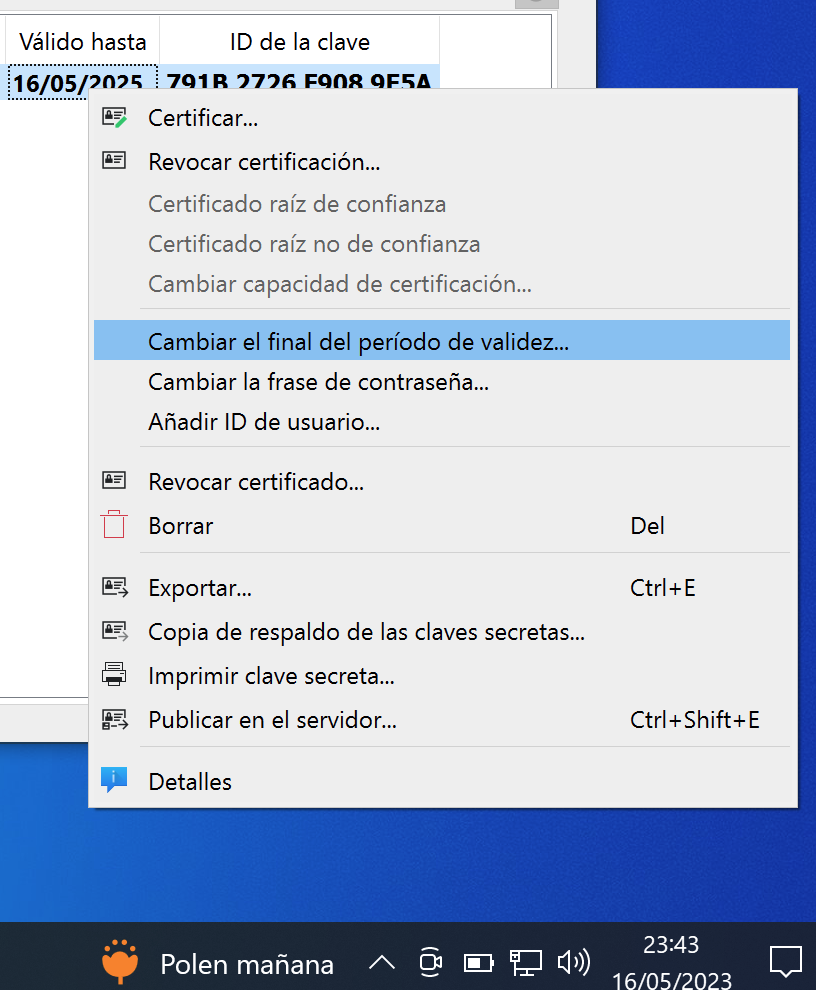 Válido hasta ID de la clave
16/05/2025 791B 2726 F908 9F5A
Certificar...
Revocar certificación...
Certificado raíz de confianza
Certificado raíz no de confianza
Cambiar capacidad de certificación...
Cambiar el final del período de validez...
Cambiar la frase de contraseña...
Añadir ID de usuario...
Revocar certificado...
Borrar Del
Exportar... Ctrl+E
Copia de respaldo de las claves secretas...
Imprimir clave secreta...
Publicar en el servidor... Ctrl+Shift+E
Detalles
Polen mañana
23:43
16/05/2023